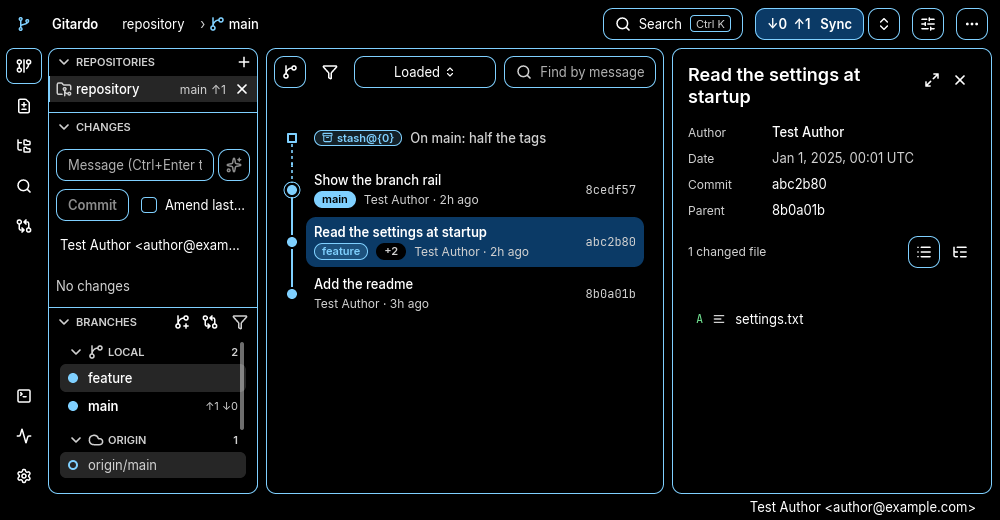 Gitardo repository › main Search Ctrl K ↓0 ↑1 Sync
REPOSITORIES
repository main ↑1
CHANGES
Message (Ctrl+Enter t
Commit Amend last...
Test Author <author@exam...
No changes
BRANCHES
LOCAL 2
feature
main ↑1 ↓0
ORIGIN 1
origin/main
Loaded Find by message
stash@{0} On main: half the tags
Show the branch rail
main Test Author · 2h ago 8cedf57
Read the settings at startup
feature +2 Test Author · 2h ago abc2b80
Add the readme
Test Author · 3h ago 8b0a01b
Read the settings at
startup
Author Test Author
Date Jan 1, 2025, 00:01 UTC
Commit abc2b80
Parent 8b0a01b
1 changed file
A settings.txt
Test Author <author@example.com>